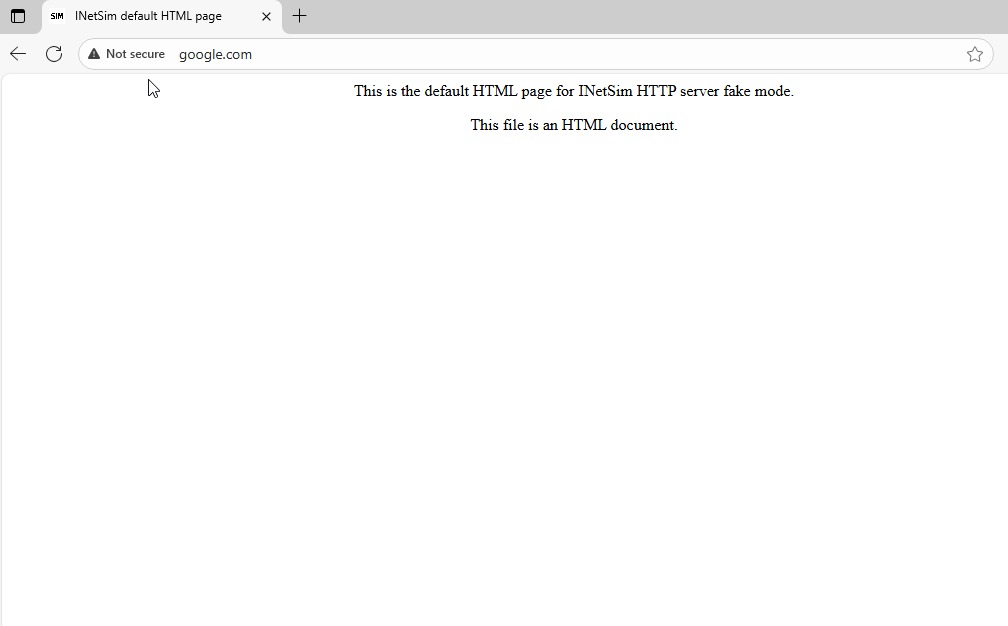 SIM INetSim default HTML page
Not secure google.com
This is the default HTML page for INetSim HTTP server fake mode.
This file is an HTML document.